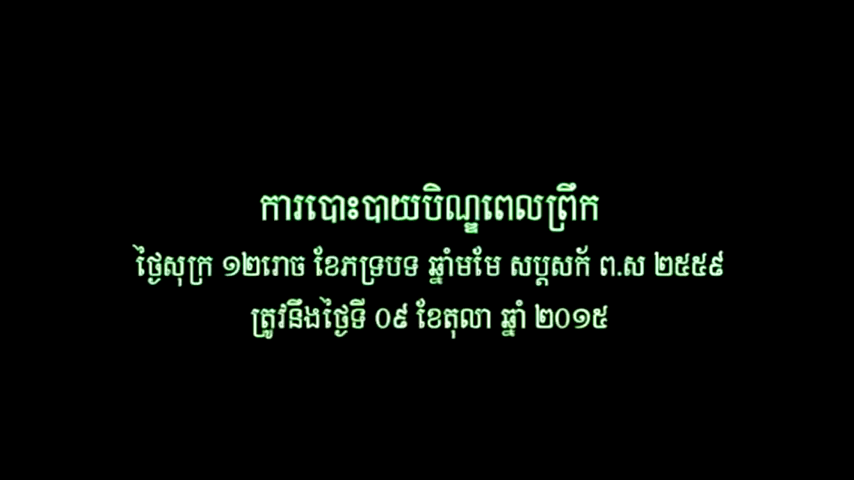 ការបោះបាយបិណ្ឌពេលព្រឹក
ថ្ងៃសុក្រ ១២រោច ខែភទ្របទ ឆ្នាំមមែ សប្តសក័ ព.ស ២៥៥៩
ត្រូវនឹងថ្ងៃទី ០៩ ខែតុលា ឆ្នាំ ២០១៥